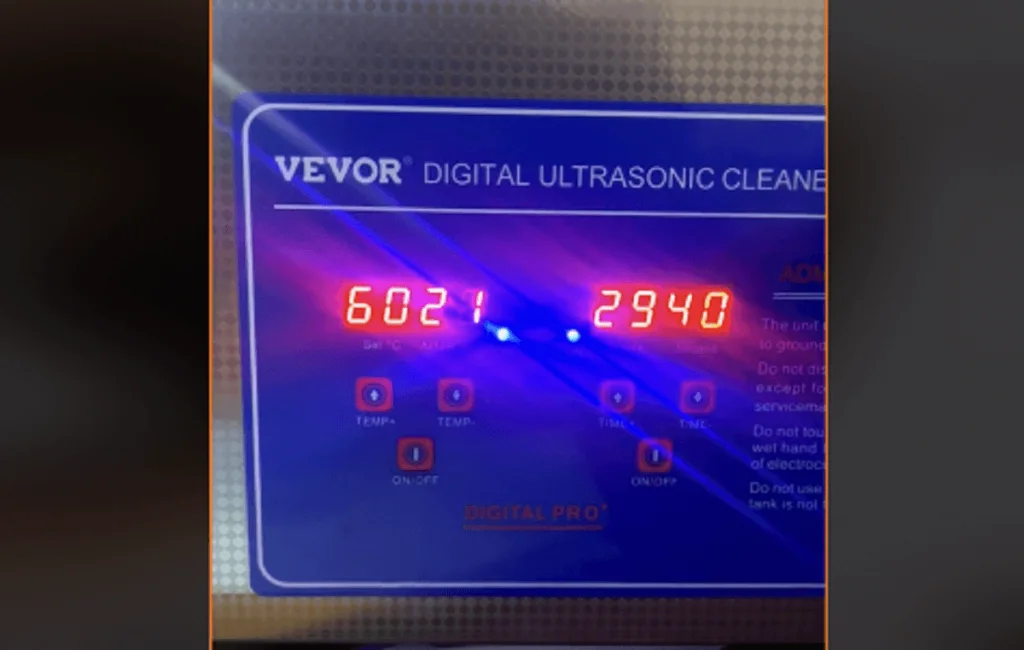 VEVOR® DIGITAL ULTRASONIC CLEANE
6021 2940
Set °C
The unit
to ground
Do not dis
except fo
servicema
TEMP+ TEMP- TIME+ TIME-
Do not tou
wet hand
of electroc
ON/OFF ON/OFF
Do not use
tank is not
DIGITAL PRO+